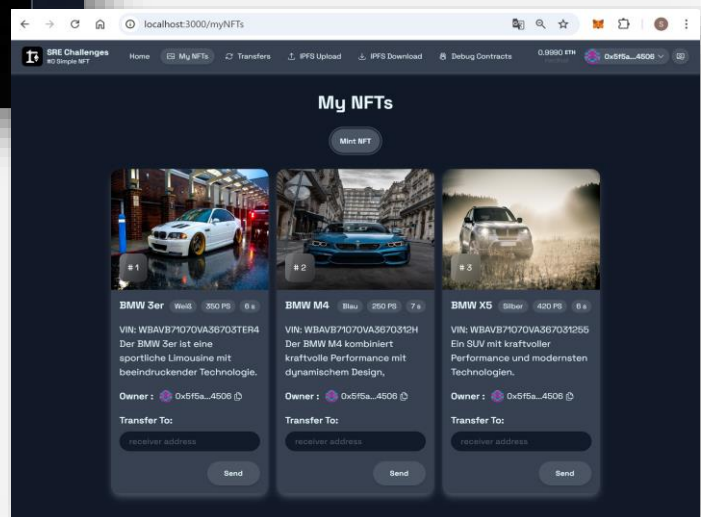 localhost:3000/myNFTs
S
SRE Challenges
#0 Simple NFT
Home
My NFTs
Transfers
IPFS Upload
IPFS Download
Debug Contracts
0.9990 ETH
0x5f5a...4506
My NFTs
Mint NFT
#1
BMW 3er
Weiß
350 PS
6 s
VIN: WBAVB71070VA36703TER4
Der BMW 3er ist eine
sportliche Limousine mit
beeindruckender Technologie.
Owner : 0x5f5a...4506
Transfer To:
receiver address
Send
#2
BMW M4
Blau
250 PS
7 s
VIN: WBAVB71070VA3670312H
Der BMW M4 kombiniert
kraftvolle Performance mit
dynamischem Design,
Owner : 0x5f5a...4506
Transfer To:
receiver address
Send
#3
BMW X5
Silber
420 PS
6 s
VIN: WBAVB71070VA367031255
Ein SUV mit kraftvoller
Performance und modernsten
Technologien.
Owner : 0x5f5a...4506
Transfer To:
receiver address
Send